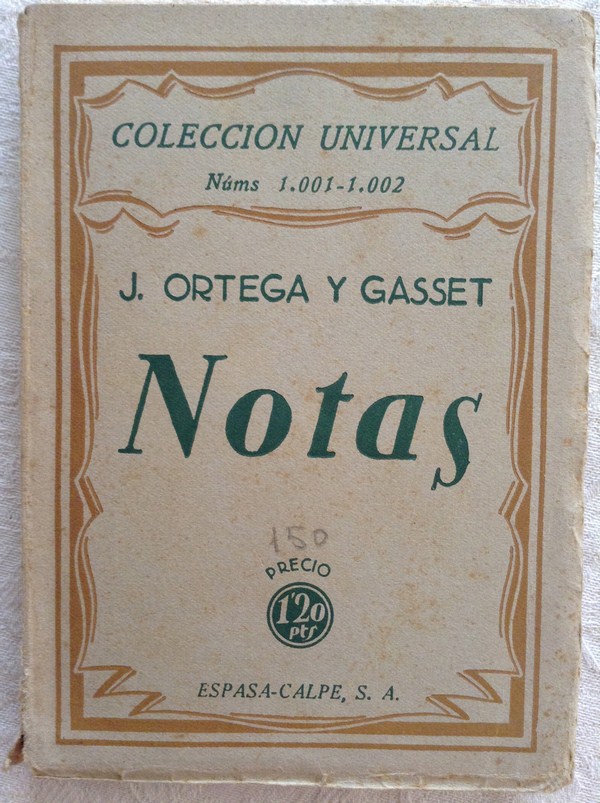 COLECCION UNIVERSAL
Núms 1.001-1.002
J. ORTEGA Y GASSET
Notas
150
PRECIO
1'20
pts
ESPASA-CALPE, S. A.